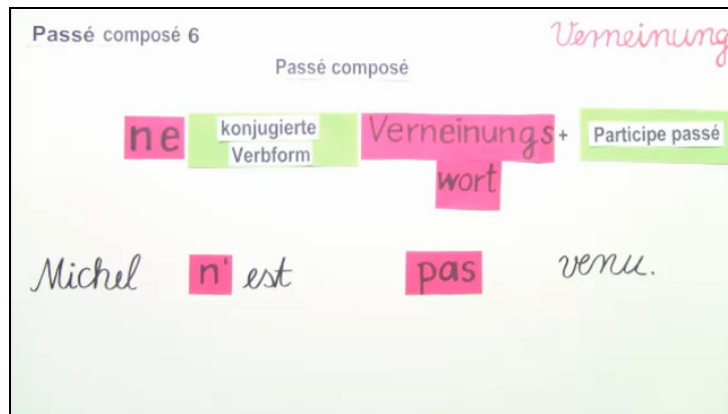 Passé composé 6
Verneinung
Passé composé
ne konjugierte Verbform Verneinungs wort + Participe passé
Michel n' est pas venu.